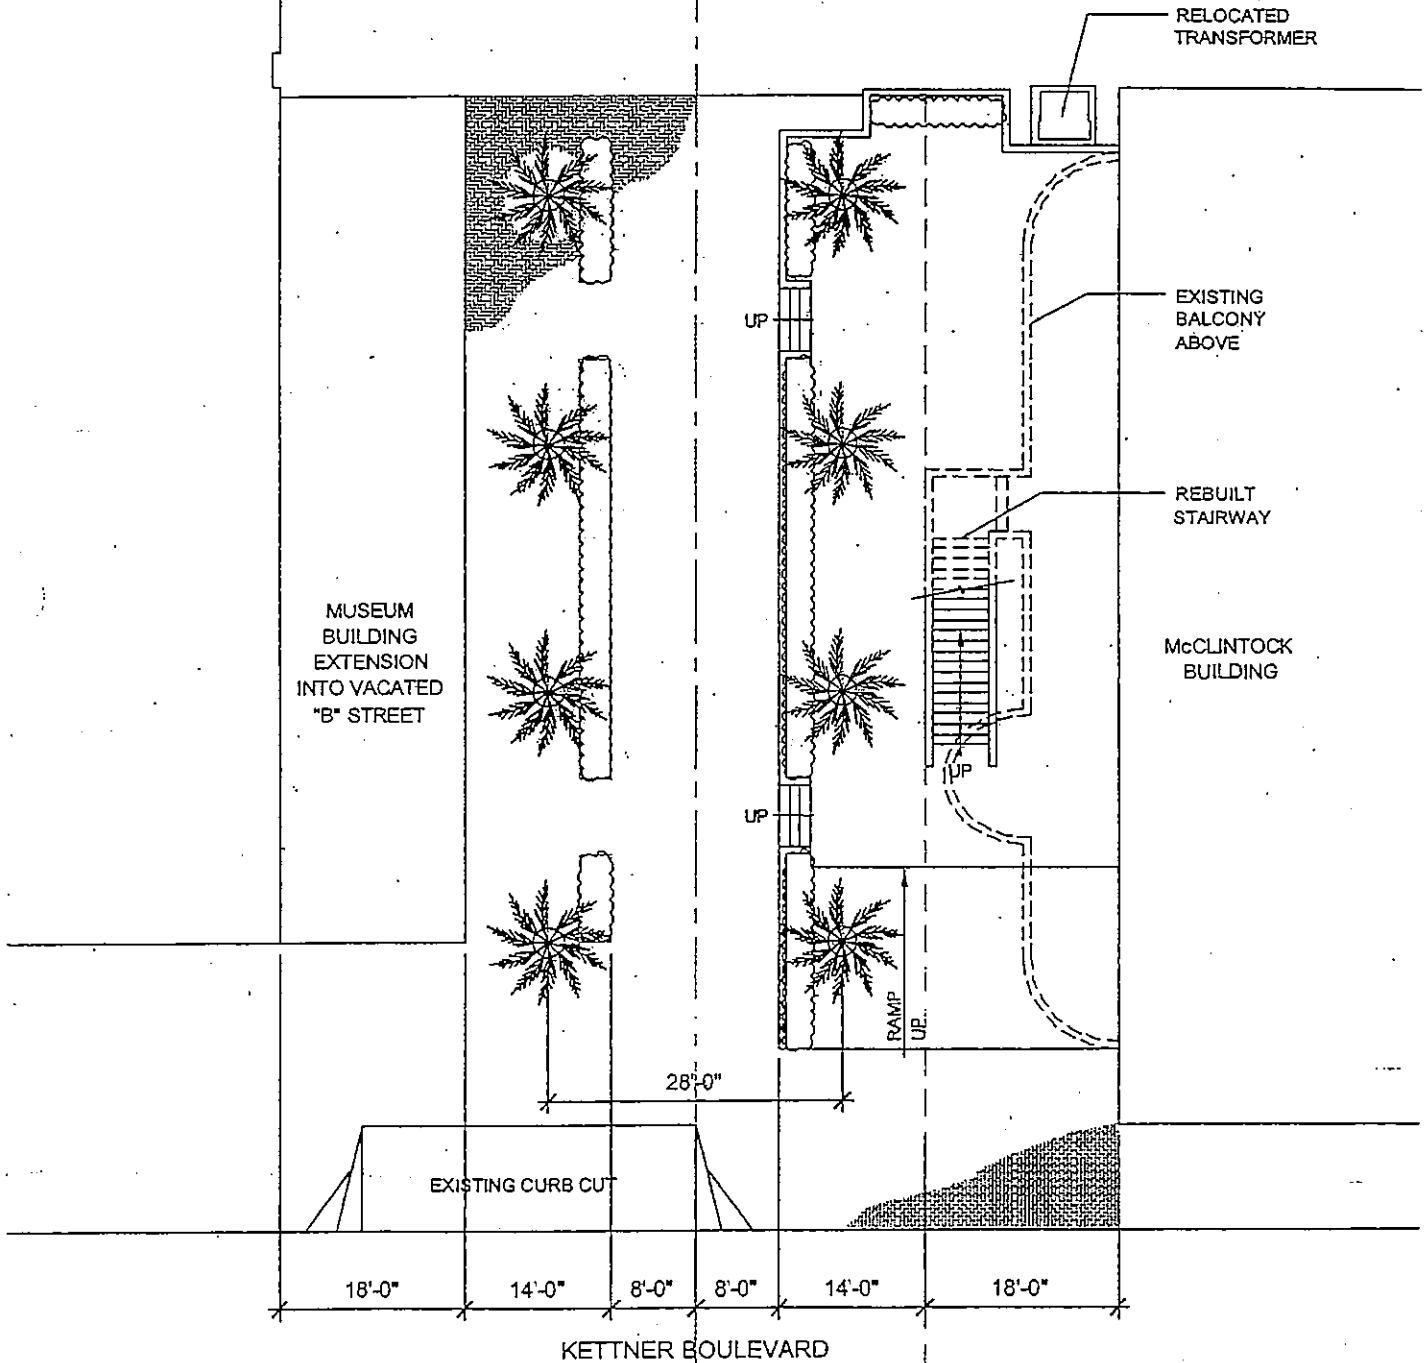 RELOCATED
TRANSFORMER
UP
EXISTING
BALCONY
ABOVE
REBUILT
STAIRWAY
MUSEUM
BUILDING
EXTENSION
INTO VACATED
"B" STREET
McCLINTOCK
BUILDING
UP
UP
RAMP
UP
28'-0"
EXISTING CURB CUT
18'-0"
14'-0"
8'-0"
8'-0"
14'-0"
18'-0"
KETTNER BOULEVARD